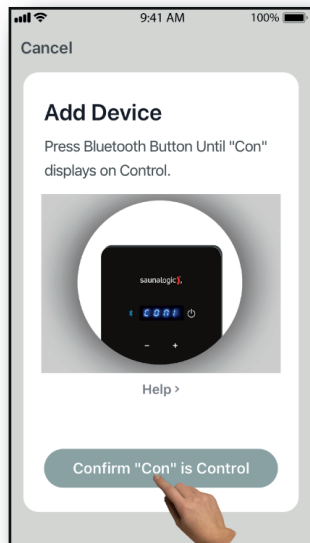 9:41 AM
100%
Cancel
Add Device
Press Bluetooth Button Until "Con"
displays on Control.
saunalogic
CON1
- +
Help >
Confirm "Con" is Control